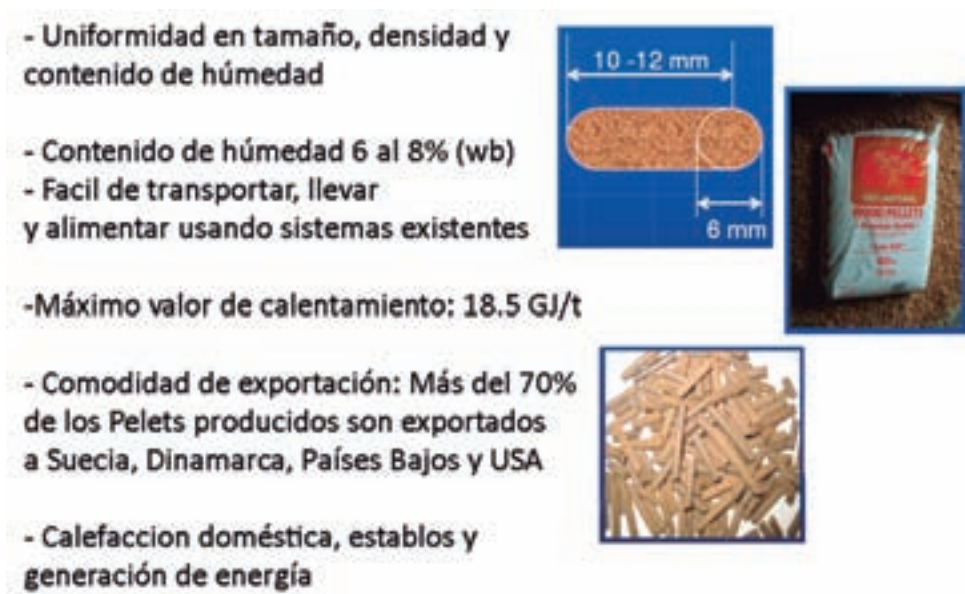 - Uniformidad en tamaño, densidad y
contenido de húmedad
- Contenido de húmedad 6 al 8% (wb)
- Facil de transportar, llevar
y alimentar usando sistemas existentes
-Máximo valor de calentamiento: 18.5 GJ/t
- Comodidad de exportación: Más del 70%
de los Pelets producidos son exportados
a Suecia, Dinamarca, Países Bajos y USA
- Calefaccion doméstica, establos y
generación de energía
10 -12 mm
6 mm
WOOD PELLETS